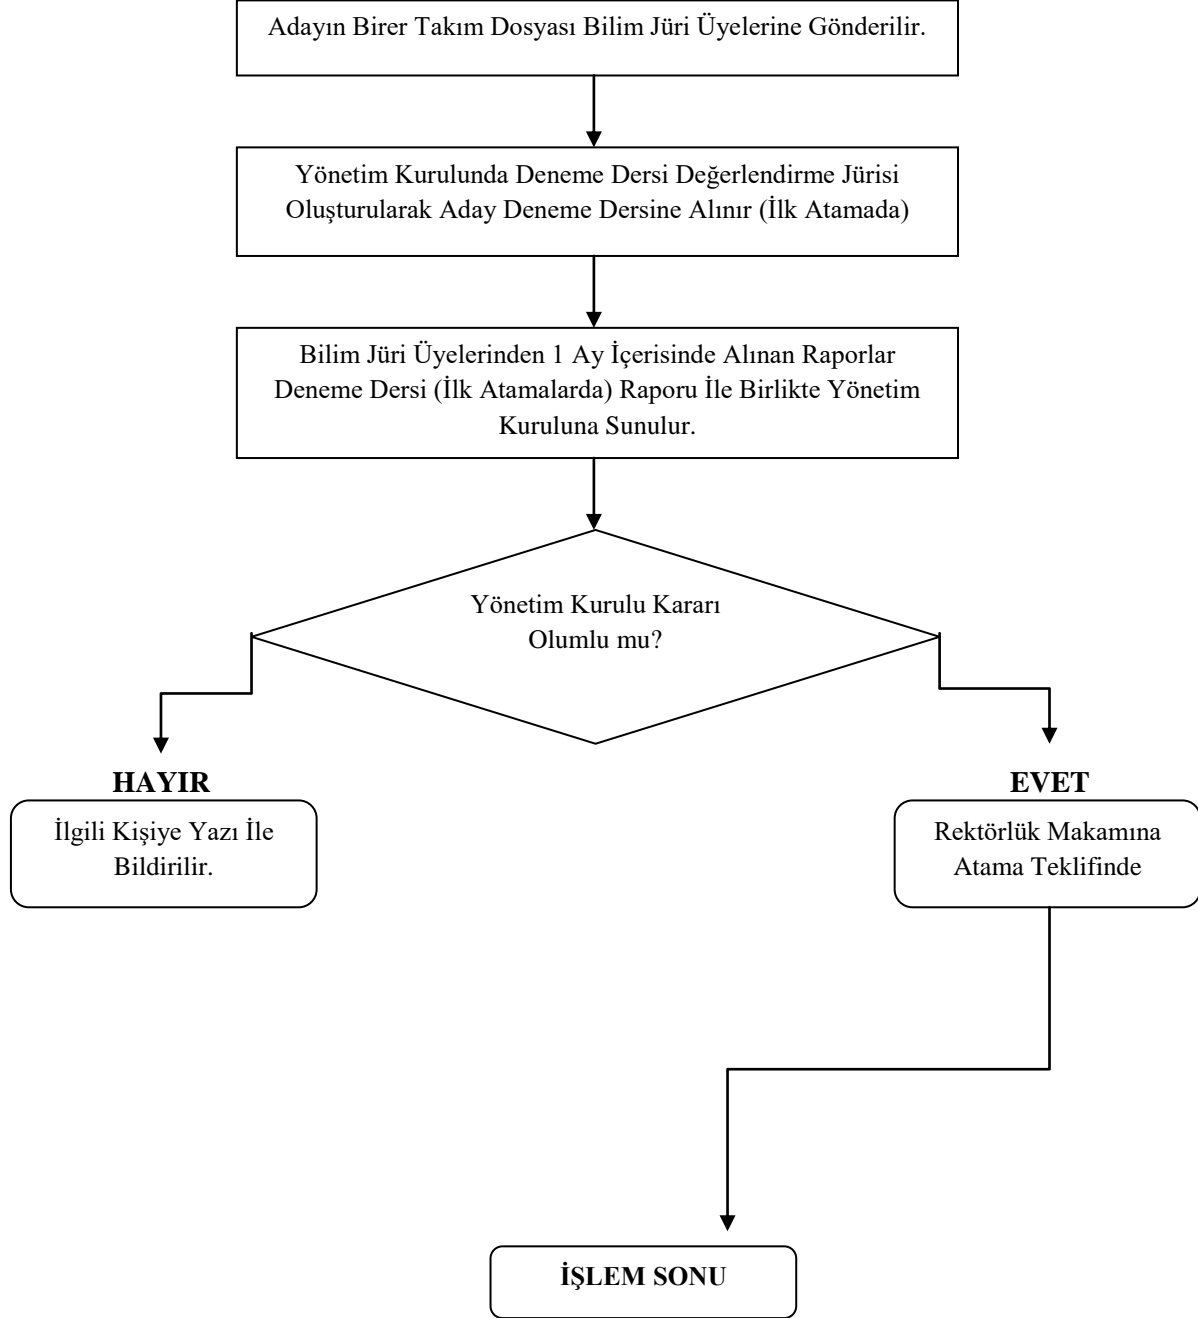 Adayın Birer Takım Dosyası Bilim Jüri Üyelerine Gönderilir.
Yönetim Kurulunda Deneme Dersi Değerlendirme Jürisi
Oluşturularak Aday Deneme Dersine Alınır (İlk Atamada)
Bilim Jüri Üyelerinden 1 Ay İçerisinde Alınan Raporlar
Deneme Dersi (İlk Atamalarda) Raporu İle Birlikte Yönetim
Kuruluna Sunulur.
Yönetim Kurulu Kararı
Olumlu mu?
HAYIR
İlgili Kişiye Yazı İle
Bildirilir.
EVET
Rektörlük Makamına
Atama Teklifinde
İŞLEM SONU